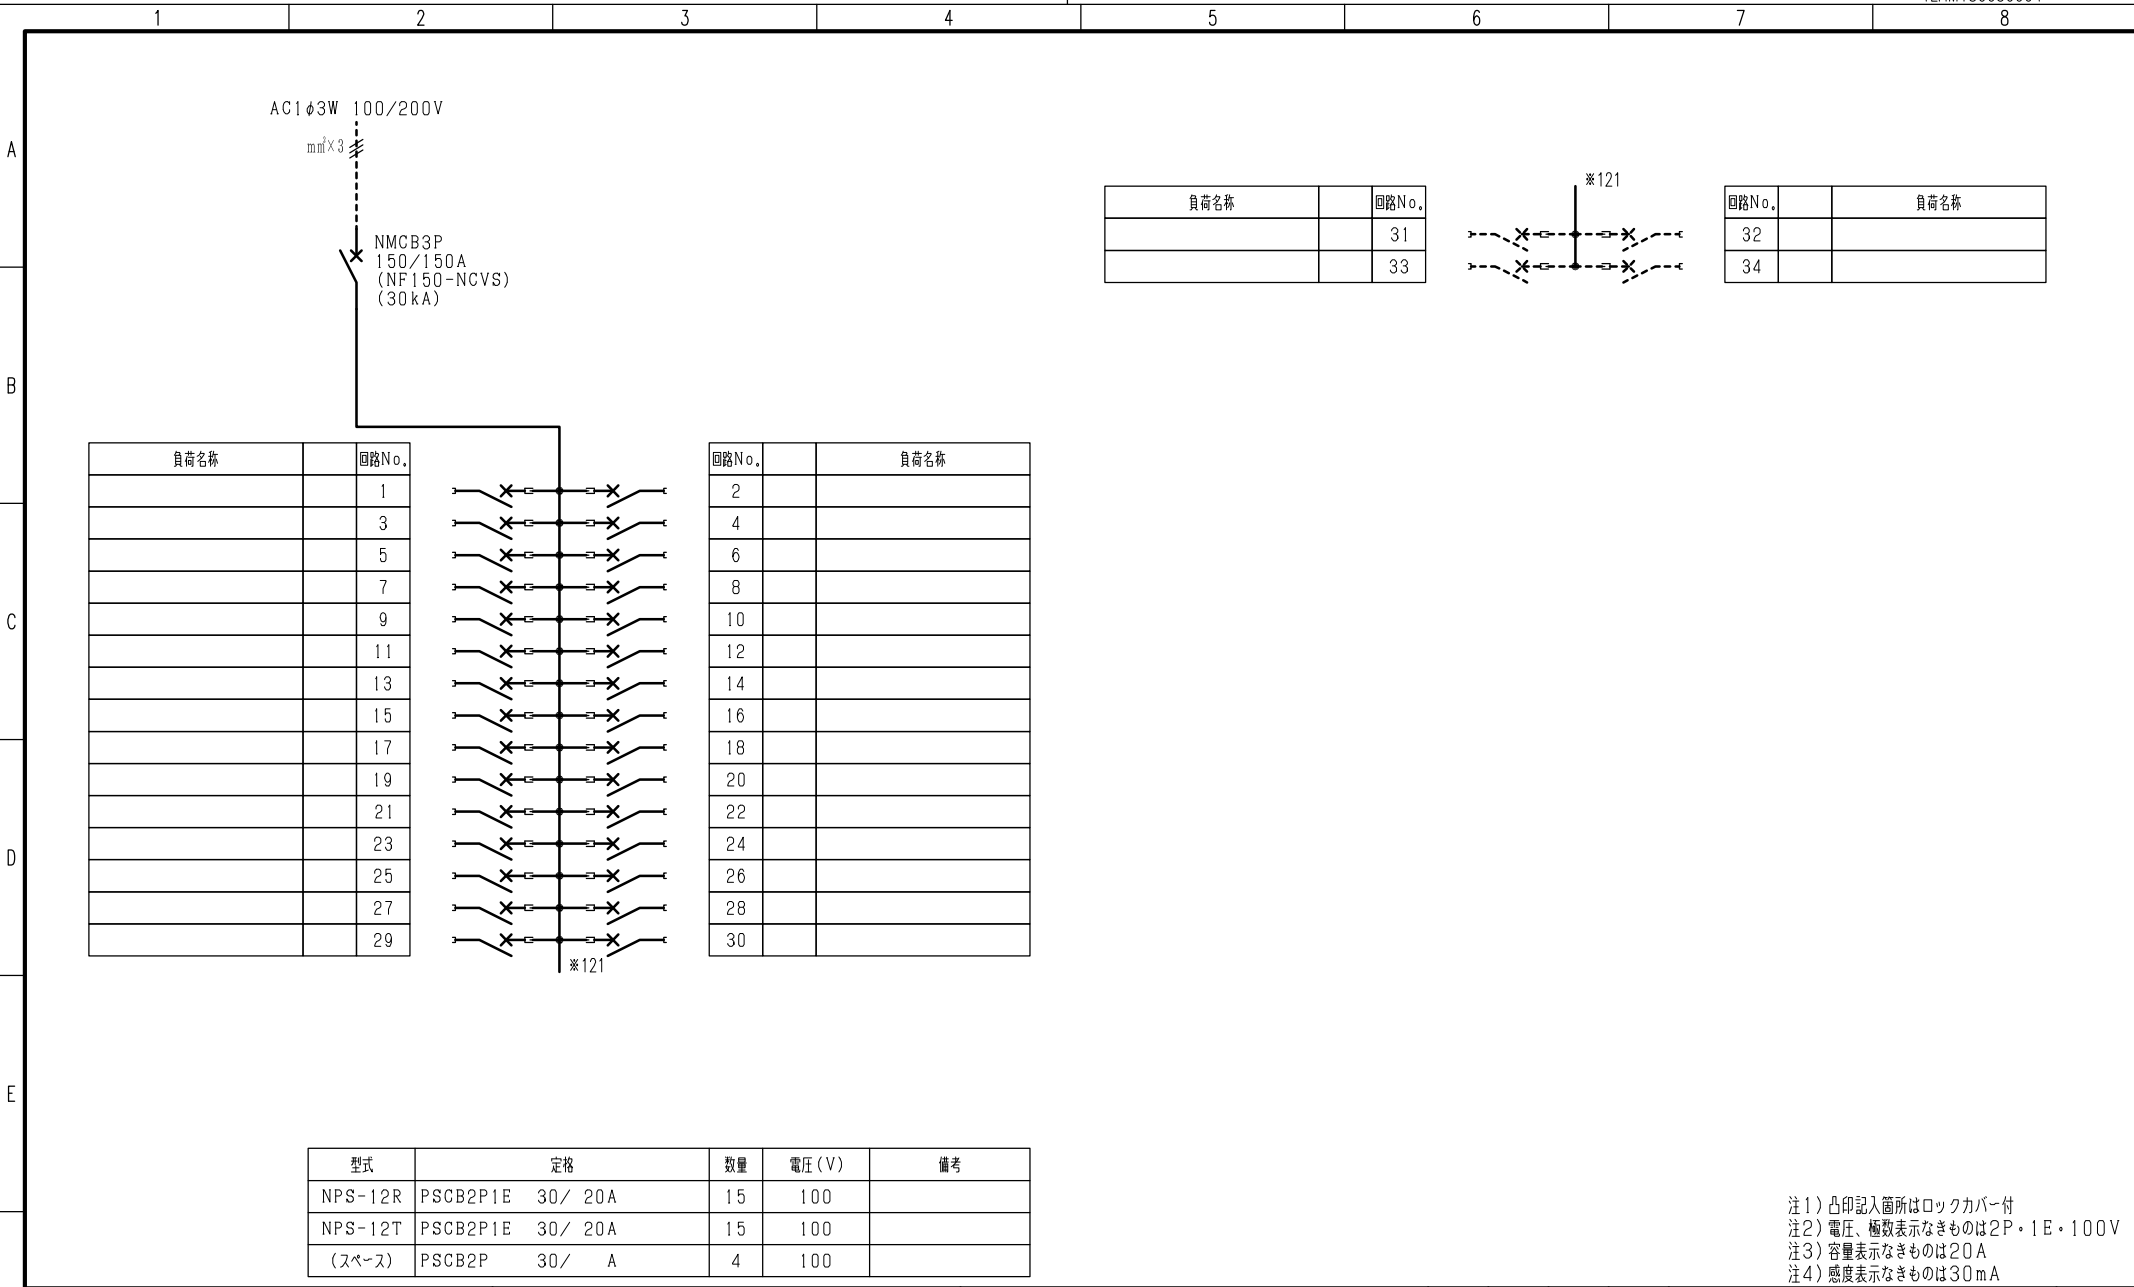 1 2 3 4 5 6 7 8
A
B
C
D
E
AC1φ3W 100/200V
mm²×3
NMCB3P
150/150A
(NF150-NCVS)
(30kA)
負荷名称 回路No.
1
3
5
7
9
11
13
15
17
19
21
23
25
27
29
回路No. 負荷名称
2
4
6
8
10
12
14
16
18
20
22
24
26
28
30
※121
※121
負荷名称 回路No.
31
33
回路No. 負荷名称
32
34
型式 定格 数量 電圧(V) 備考
NPS-12R PSCB2P1E 30/ 20A 15 100
NPS-12T PSCB2P1E 30/ 20A 15 100
(スペース) PSCB2P 30/ A 4 100
注1)凸印記入箇所はロックカバー付
注2)電圧、極数表示なきものは2P・1E・100V
注3)容量表示なきものは20A
注4)感度表示なきものは30mA